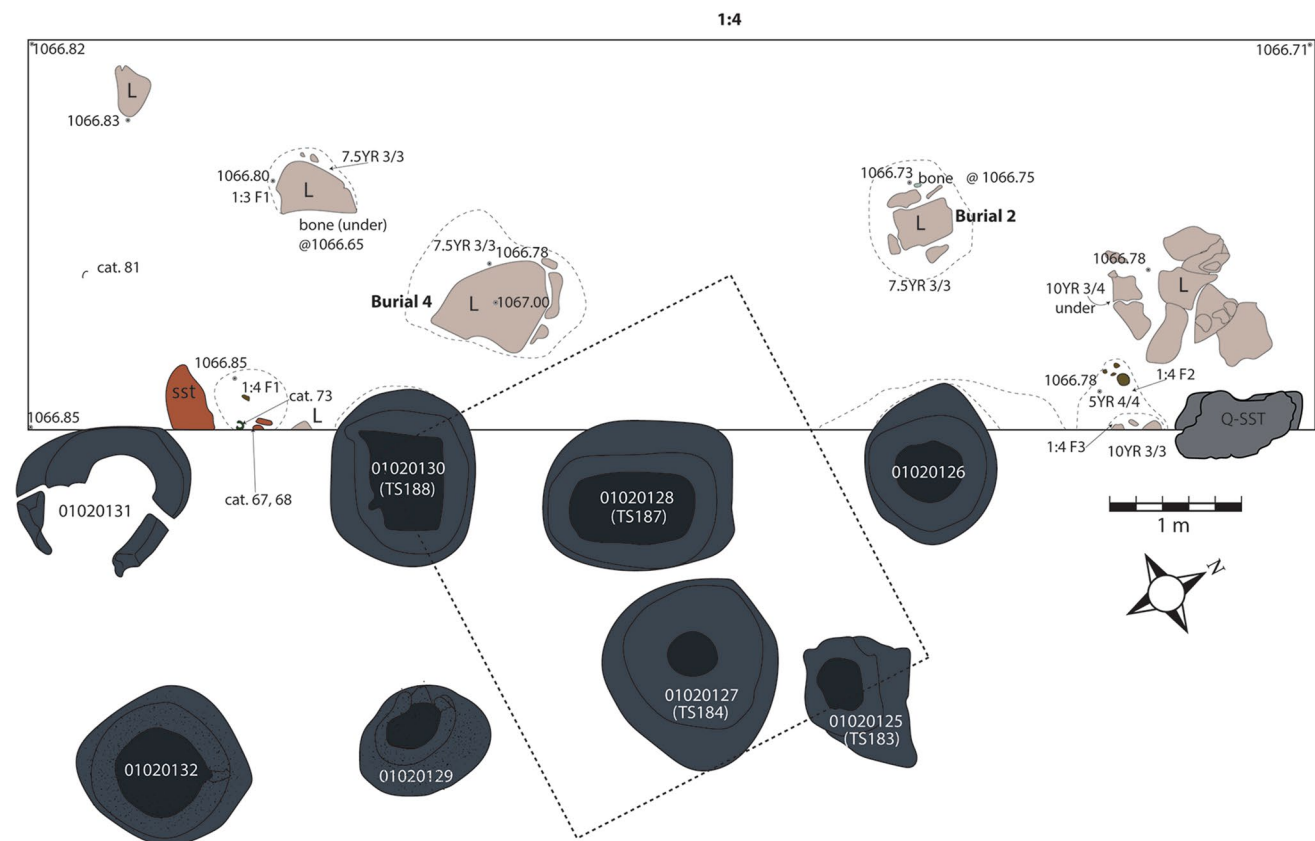 1:4
1066.82
1066.71
L
1066.83
7.5YR 3/3
1066.80
1:3 F1
L
bone (under)
@1066.65
1066.73 bone @ 1066.75
L
Burial 2
7.5YR 3/3
cat. 81
7.5YR 3/3 1066.78
Burial 4
L
1067.00
1066.78
10YR 3/4
under
L
1066.85
sst
1:4 F1
cat. 73
L
1066.78
5YR 4/4
1:4 F2
1066.85
1:4 F3
10YR 3/3
Q-SST
cat. 67, 68
01020131
01020130
(TS188)
01020128
(TS187)
01020126
1 m
N
01020127
(TS184)
01020125
(TS183)
01020132
01020129